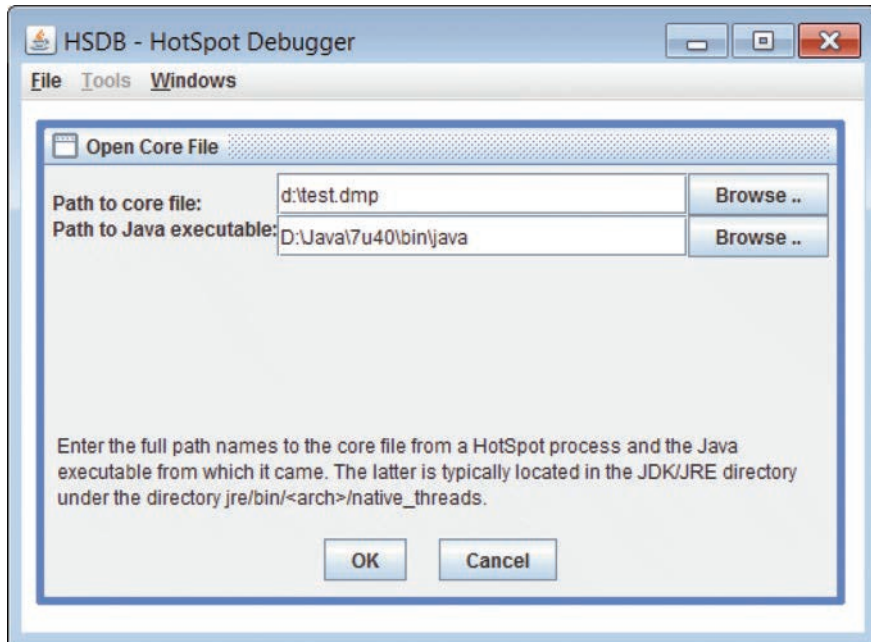 HSDB - HotSpot Debugger
File Tools Windows
Open Core File
Path to core file: d:\test.dmp Browse ..
Path to Java executable: D:\Java\7u40\bin\java Browse ..
Enter the full path names to the core file from a HotSpot process and the Java
executable from which it came. The latter is typically located in the JDK/JRE directory
under the directory jre/bin/<arch>/native_threads.
OK Cancel